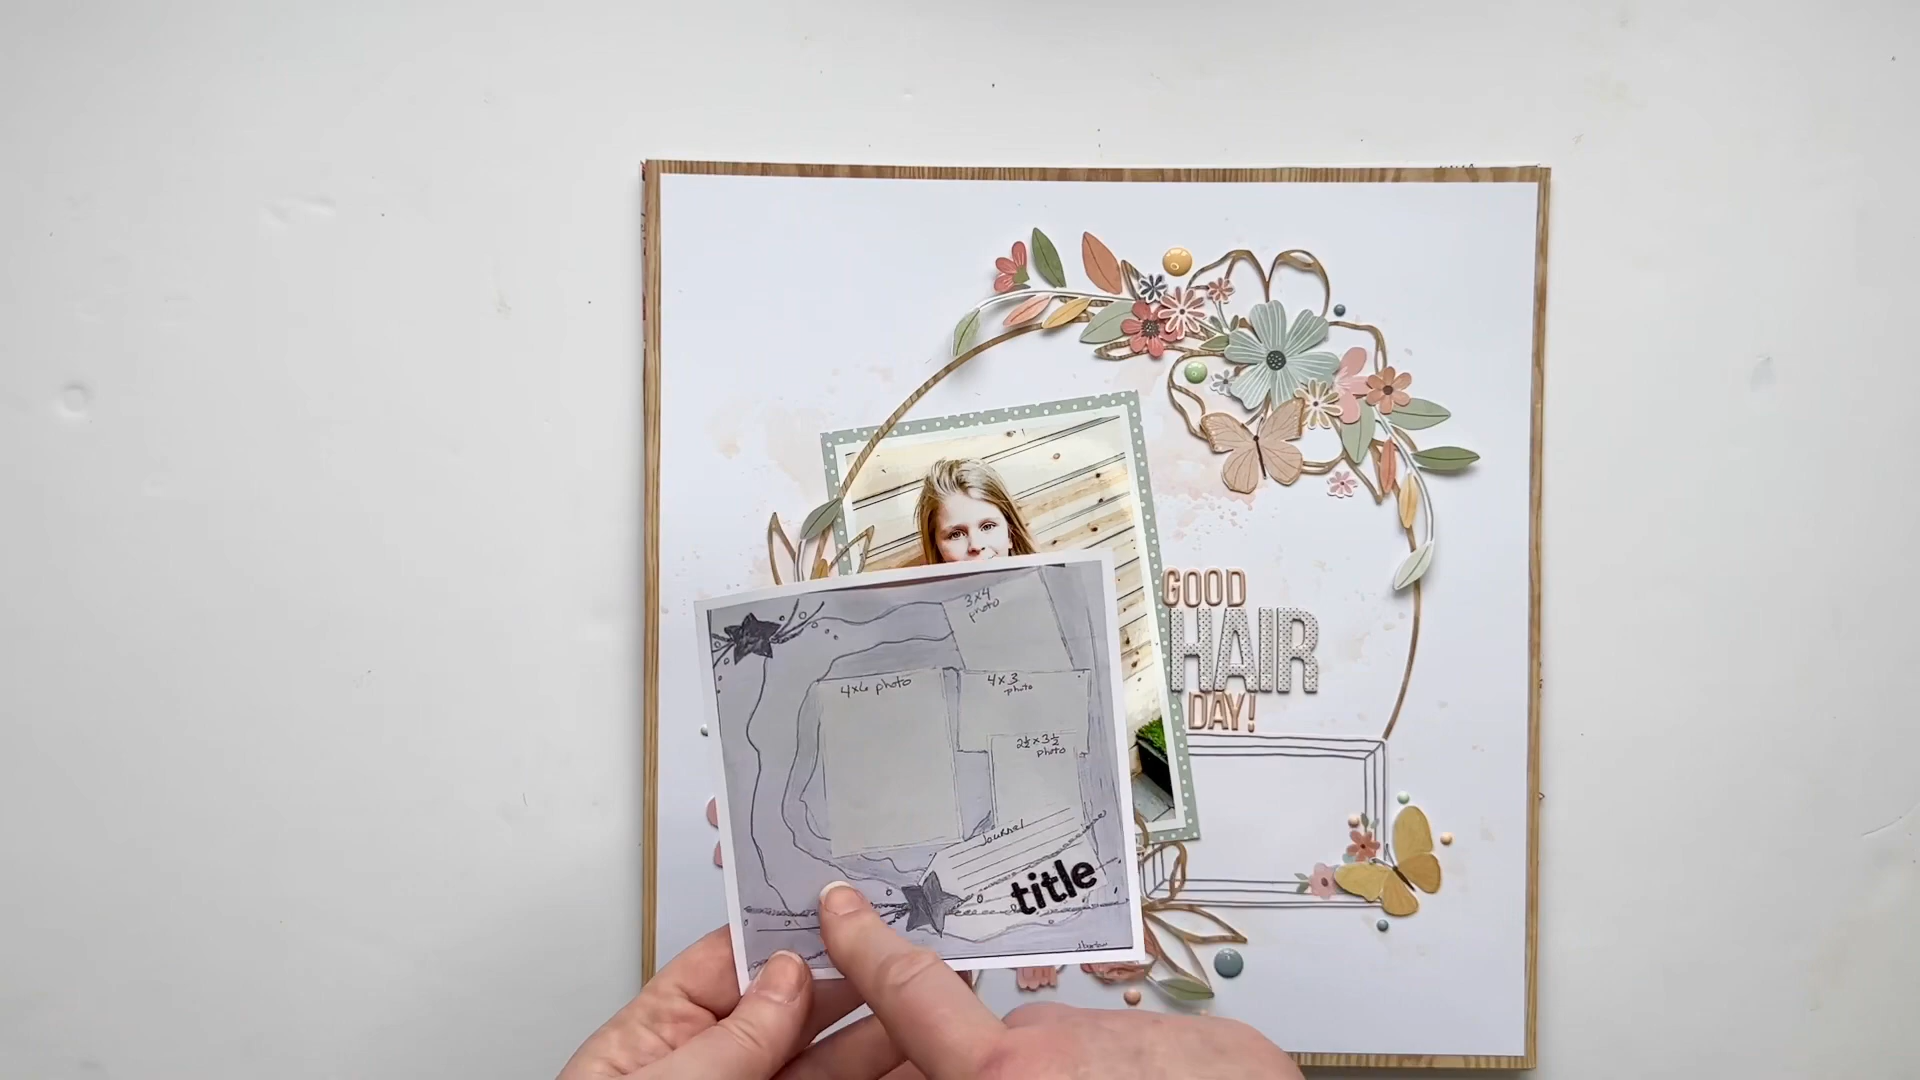 GOOD
HAIR
DAY!
3x4
photo
4x6 photo
4x3
photo
2½x3½
photo
Journal
title